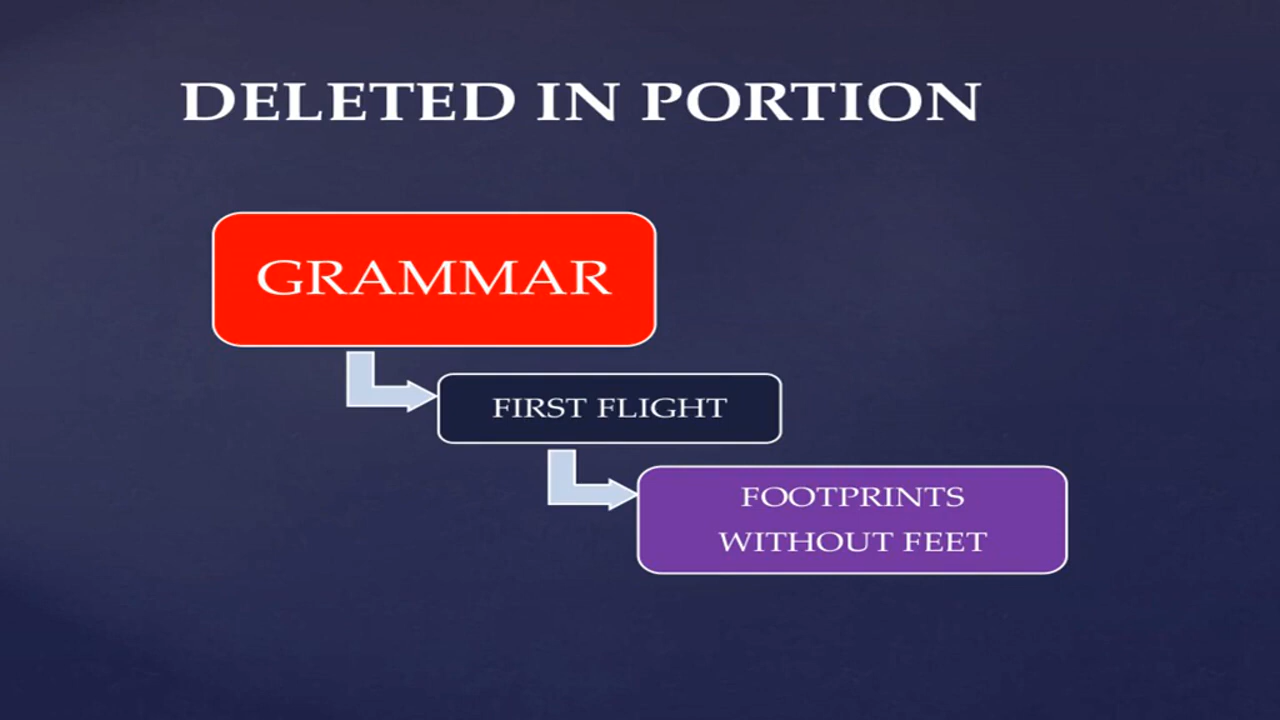 DELETED IN PORTION
GRAMMAR
FIRST FLIGHT
FOOTPRINTS
WITHOUT FEET